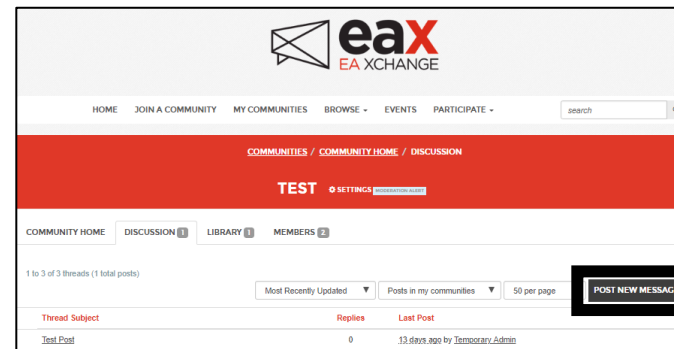 eax
EA XCHANGE
HOME JOIN A COMMUNITY MY COMMUNITIES BROWSE EVENTS PARTICIPATE search
COMMUNITIES / COMMUNITY HOME / DISCUSSION
TEST SETTINGS MODERATION ALERT
COMMUNITY HOME DISCUSSION 1 LIBRARY 1 MEMBERS 2
1 to 3 of 3 threads (1 total posts)
Most Recently Updated Posts in my communities 50 per page POST NEW MESSAG
Thread Subject Replies Last Post
Test Post 0 13 days ago by Temporary Admin